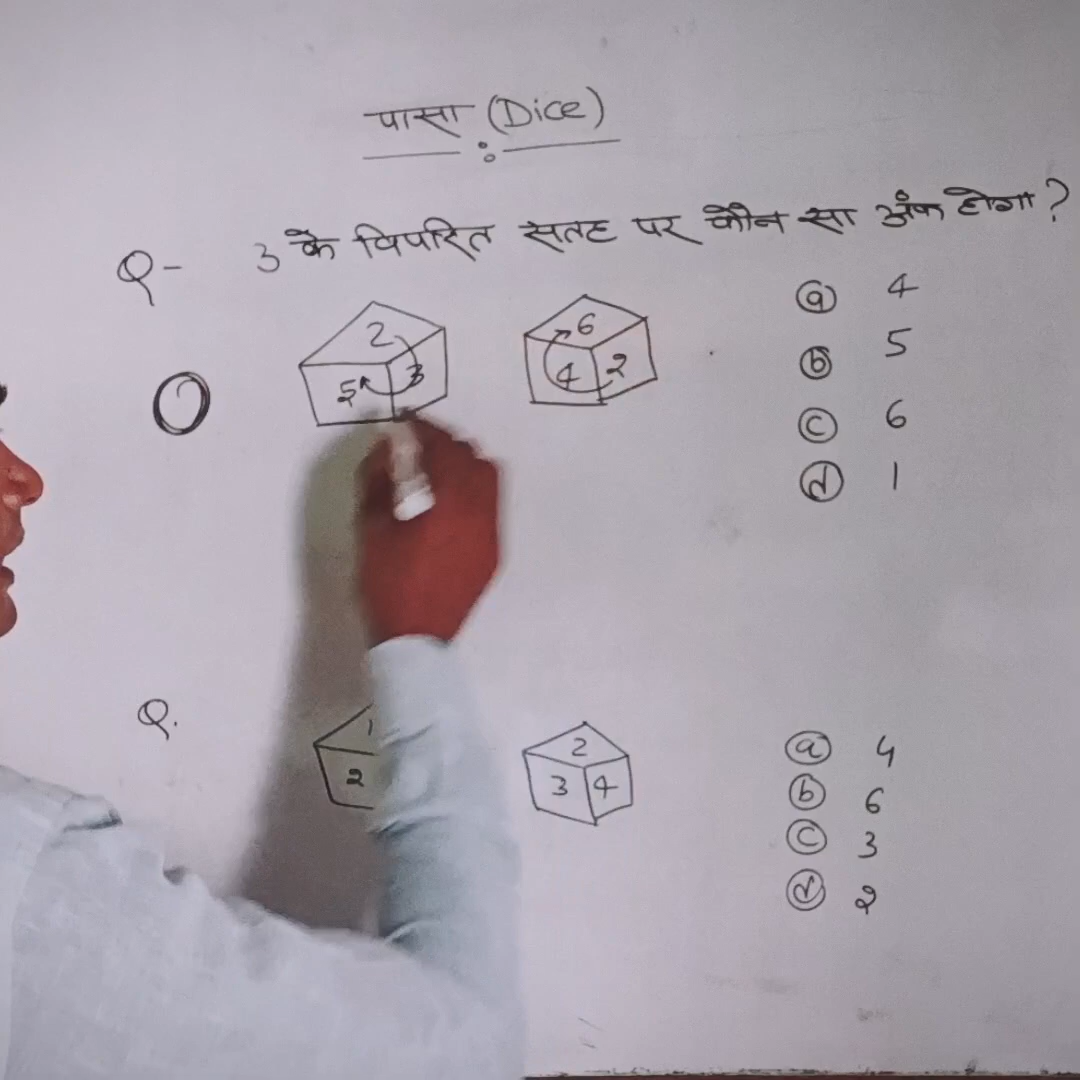 पासा (Dice)
Q- 3 के विपरित सतह पर कौन सा अंक होगा?
2 5 3
6 4 2
ⓐ 4
ⓑ 5
ⓒ 6
ⓓ 1
Q.
1 2
2 3 4
ⓐ 4
ⓑ 6
ⓒ 3
ⓓ 2